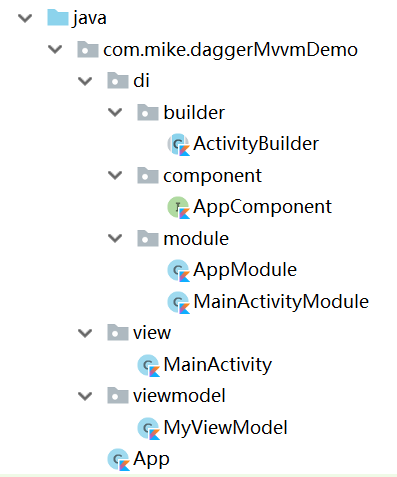 java
com.mike.daggerMvvmDemo
di
builder
ActivityBuilder
component
AppComponent
module
AppModule
MainActivityModule
view
MainActivity
viewmodel
MyViewModel
App